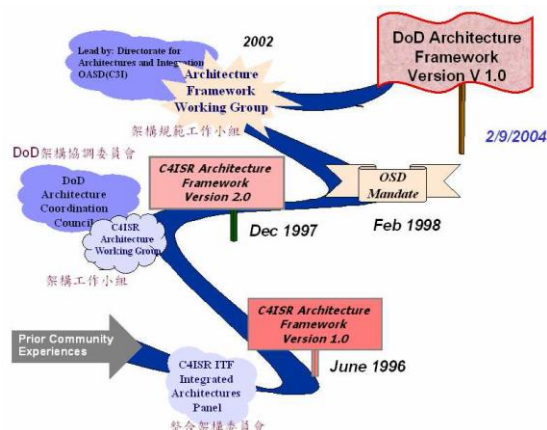 Lead by: Directorate for
Architectures and Integration
OASD(C3I)
2002
Architecture
Framework
Working Group
架構規範工作小組
DoD Architecture
Framework
Version V 1.0
2/9/2004
DoD架構協調委員會
DoD
Architecture
Coordination
Council
C4ISR
Architecture
Working Group
架構工作小組
C4ISR Architecture
Framework
Version 2.0
Dec 1997
OSD
Mandate
Feb 1998
Prior Community
Experiences
C4ISR ITF
Integrated
Architectures
Panel
整合架構委員會
C4ISR Architecture
Framework
Version 1.0
June 1996